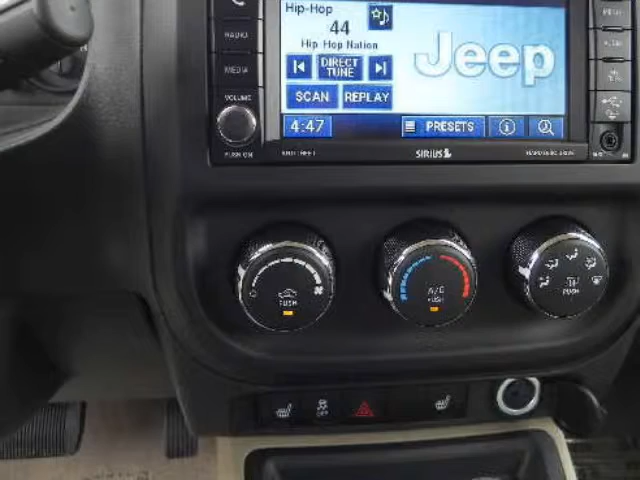 Hip-Hop
44
Hip Hop Nation
Jeep
DIRECT
TUNE
SCAN
REPLAY
4:47
PRESETS
RADIO
MEDIA
VOLUME
PUSH ON
SIRIUS
PUSH
A/C
PUSH
PUSH
OFF